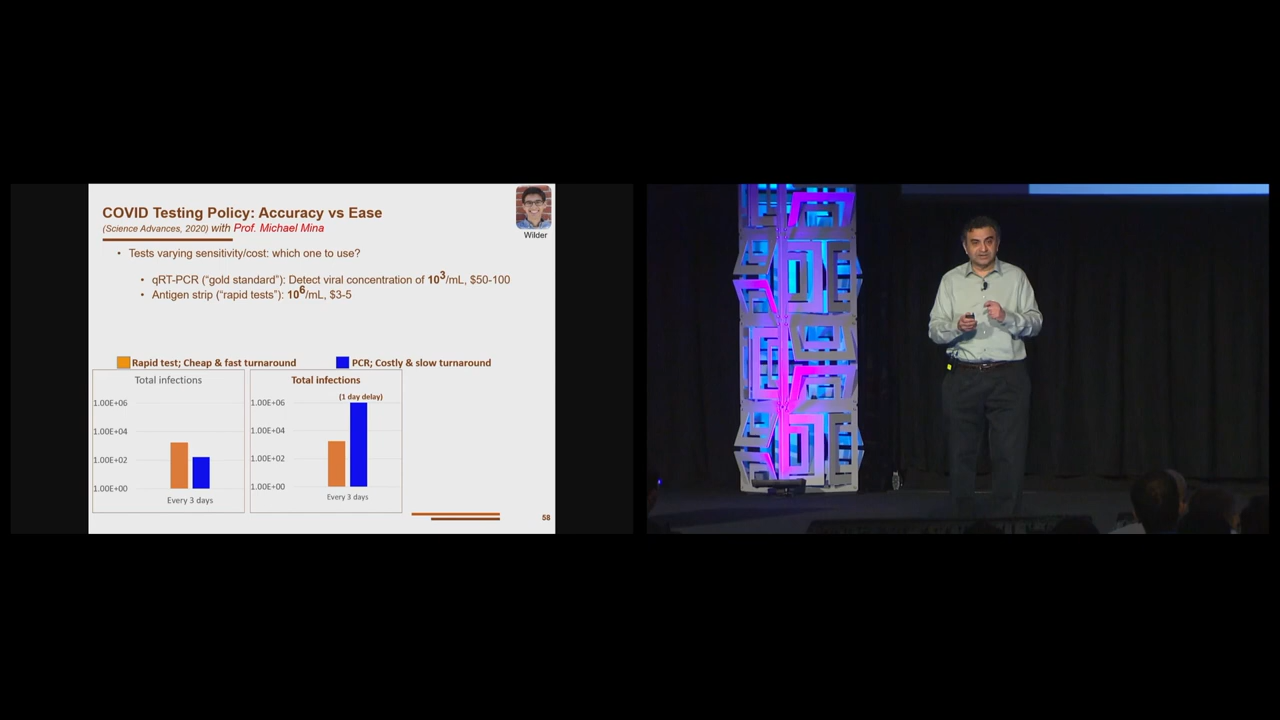 COVID Testing Policy: Accuracy vs Ease
(Science Advances, 2020) with Prof. Michael Mina
Wilder
• Tests varying sensitivity/cost: which one to use?
• qRT-PCR (“gold standard”): Detect viral concentration of 10³/mL, $50-100
• Antigen strip (“rapid tests”): 10⁶/mL, $3-5
Rapid test; Cheap & fast turnaround
PCR; Costly & slow turnaround
Total infections
1.00E+06
1.00E+04
1.00E+02
1.00E+00
Every 3 days
Total infections
(1 day delay)
1.00E+06
1.00E+04
1.00E+02
1.00E+00
Every 3 days
58